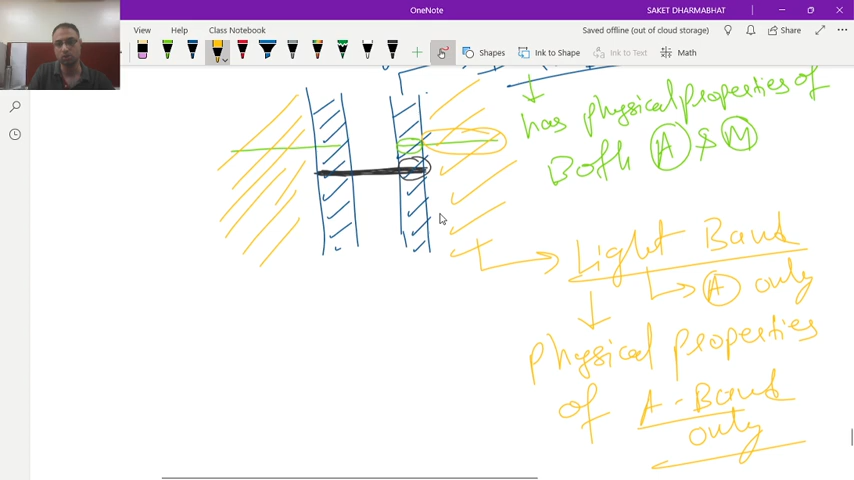 OneNote
SAKET DHARMABHAT
View Help Class Notebook
Saved offline (out of cloud storage)
Share
Shapes
Ink to Shape
Ink to Text
Math
has physical properties of
Both A & M
Light Band
A only
Physical properties
of A-Band
only